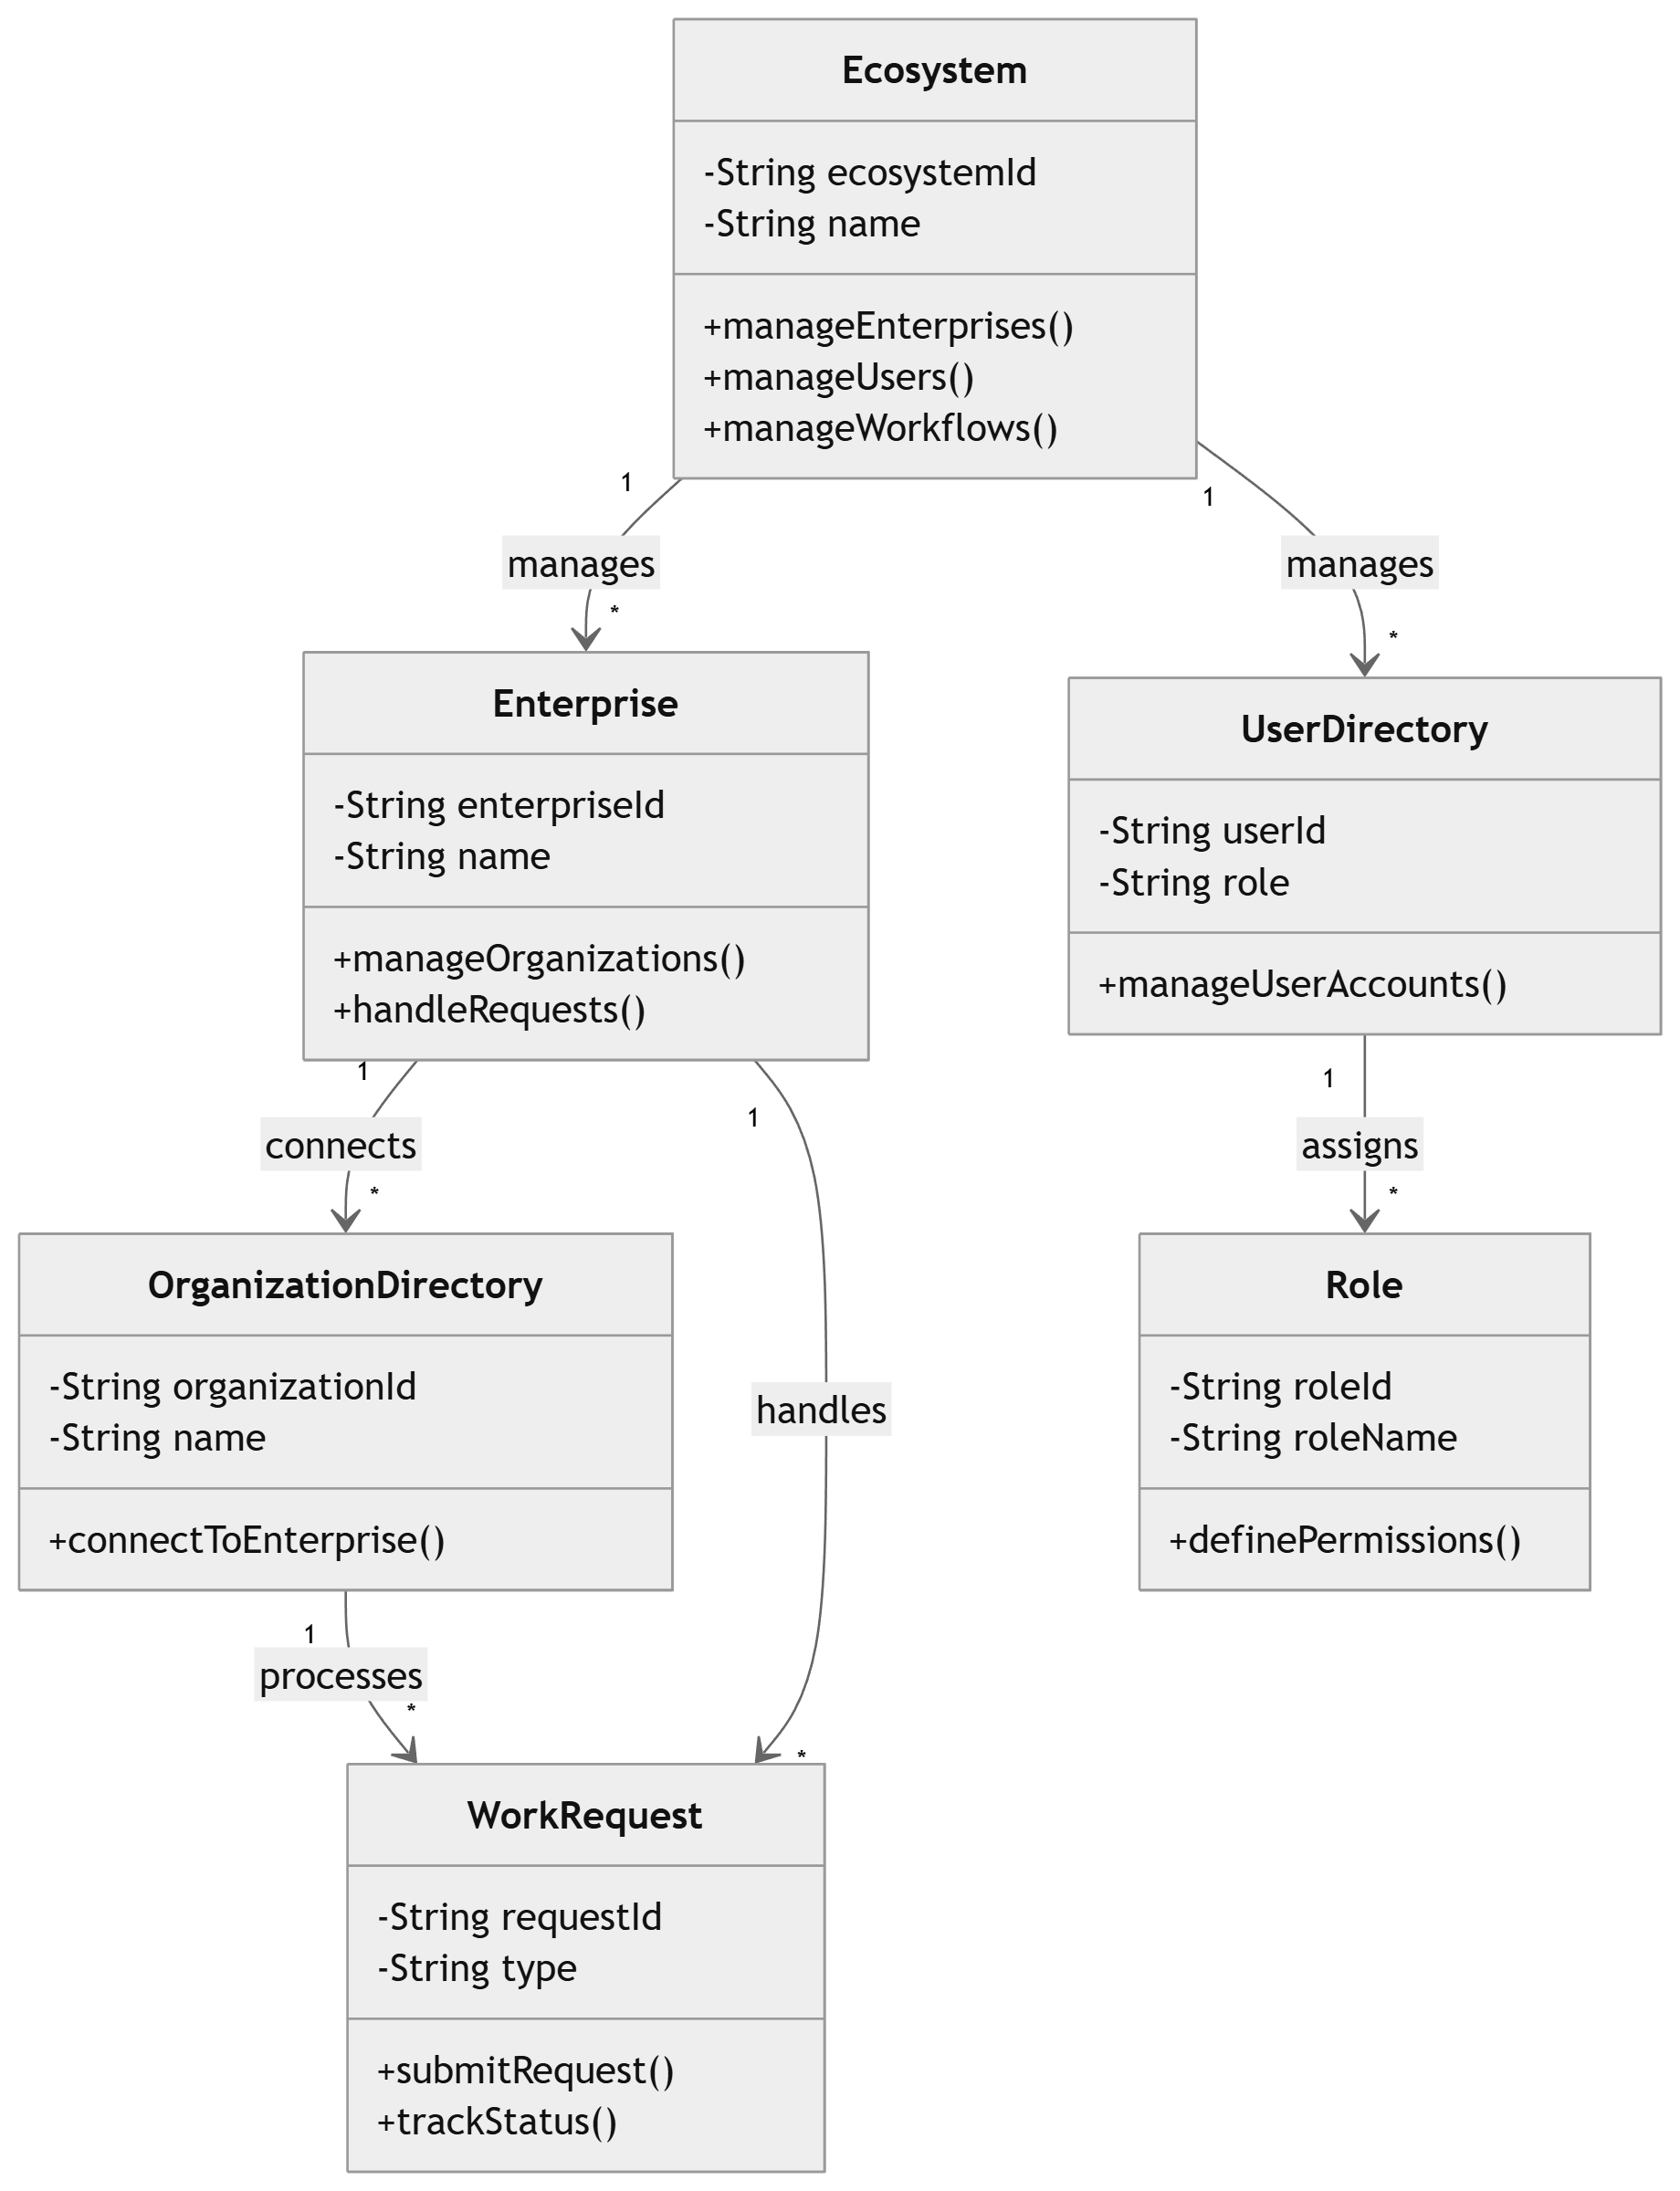 Ecosystem
-String ecosystemId
-String name
+manageEnterprises()
+manageUsers()
+manageWorkflows()
1
1
manages
manages
*
*
Enterprise
-String enterpriseId
-String name
+manageOrganizations()
+handleRequests()
UserDirectory
-String userId
-String role
+manageUserAccounts()
1
1
1
connects
assigns
*
*
OrganizationDirectory
-String organizationId
-String name
+connectToEnterprise()
handles
Role
-String roleId
-String roleName
+definePermissions()
1
processes
*
*
WorkRequest
-String requestId
-String type
+submitRequest()
+trackStatus()